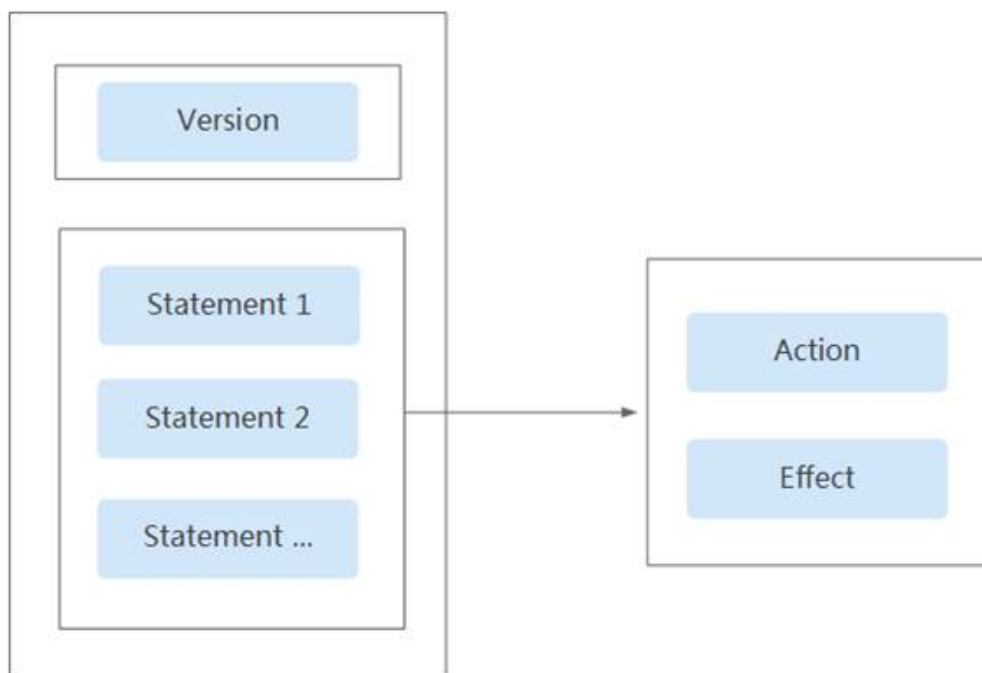 Version
Statement 1
Statement 2
Statement ...
Action
Effect